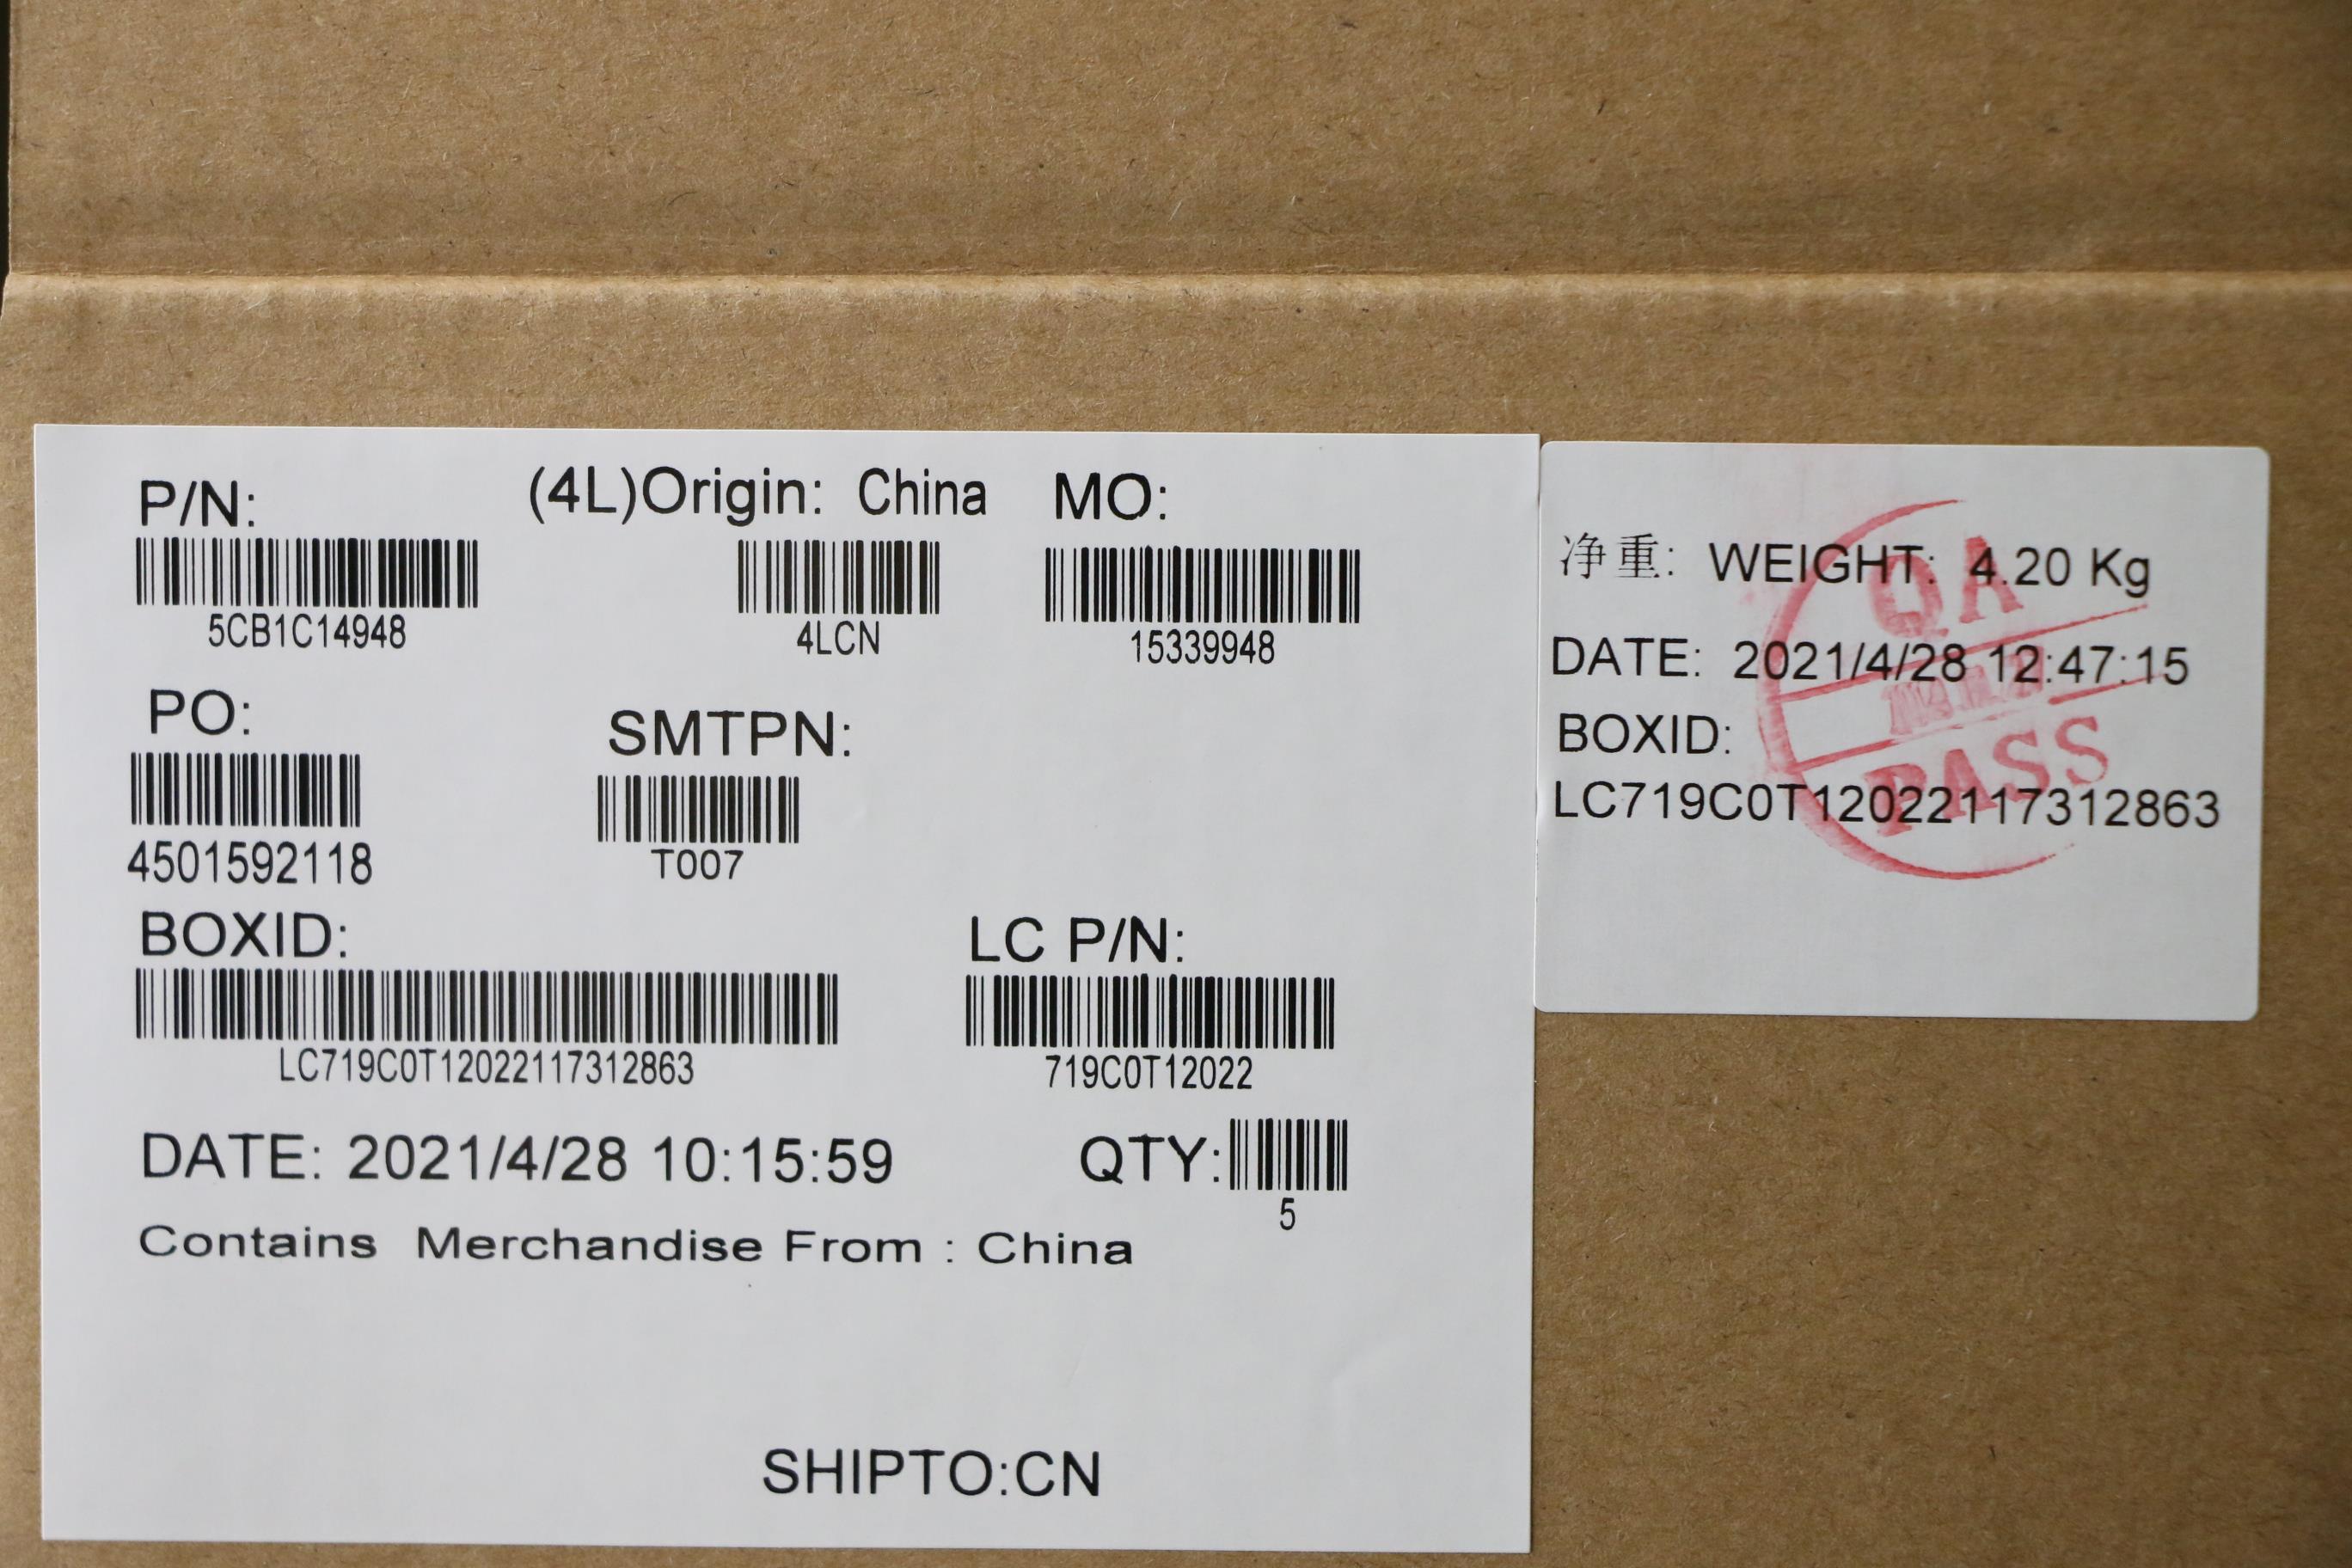 P/N: (4L)Origin: China MO:
5CB1C14948 4LCN 15339948
PO: SMTPN:
4501592118 T007
BOXID: LC P/N:
LC719C0T12022117312863 719C0T12022
DATE: 2021/4/28 10:15:59 QTY:
5
Contains Merchandise From : China
SHIPTO:CN
净重: WEIGHT: 4.20 Kg
DATE: 2021/4/28 12:47:15
BOXID:
LC719C0T12022117312863
QA
PASS